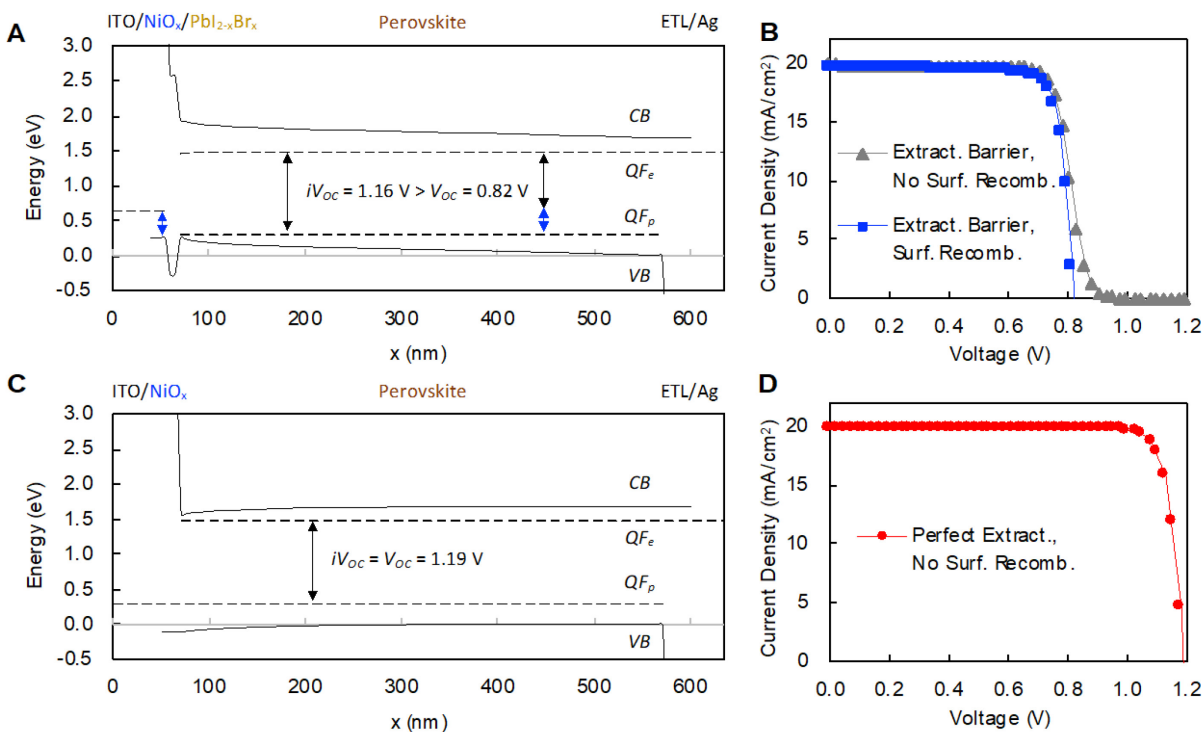 A
ITO/NiOx/PbI2-xBrx
Perovskite
ETL/Ag
3.0
2.5
2.0
1.5
1.0
0.5
0.0
-0.5
Energy (eV)
CB
QFe
iVOC = 1.16 V > VOC = 0.82 V
QFp
VB
0
100
200
300
400
500
600
x (nm)
B
20
15
10
5
0
Current Density (mA/cm2)
Extract. Barrier,
No Surf. Recomb.
Extract. Barrier,
Surf. Recomb.
0.0
0.2
0.4
0.6
0.8
1.0
1.2
Voltage (V)
C
ITO/NiOx
Perovskite
ETL/Ag
3.0
2.5
2.0
1.5
1.0
0.5
0.0
-0.5
Energy (eV)
CB
QFe
iVOC = VOC = 1.19 V
QFp
VB
0
100
200
300
400
500
600
x (nm)
D
20
15
10
5
0
Current Density (mA/cm2)
Perfect Extract.,
No Surf. Recomb.
0.0
0.2
0.4
0.6
0.8
1.0
1.2
Voltage (V)